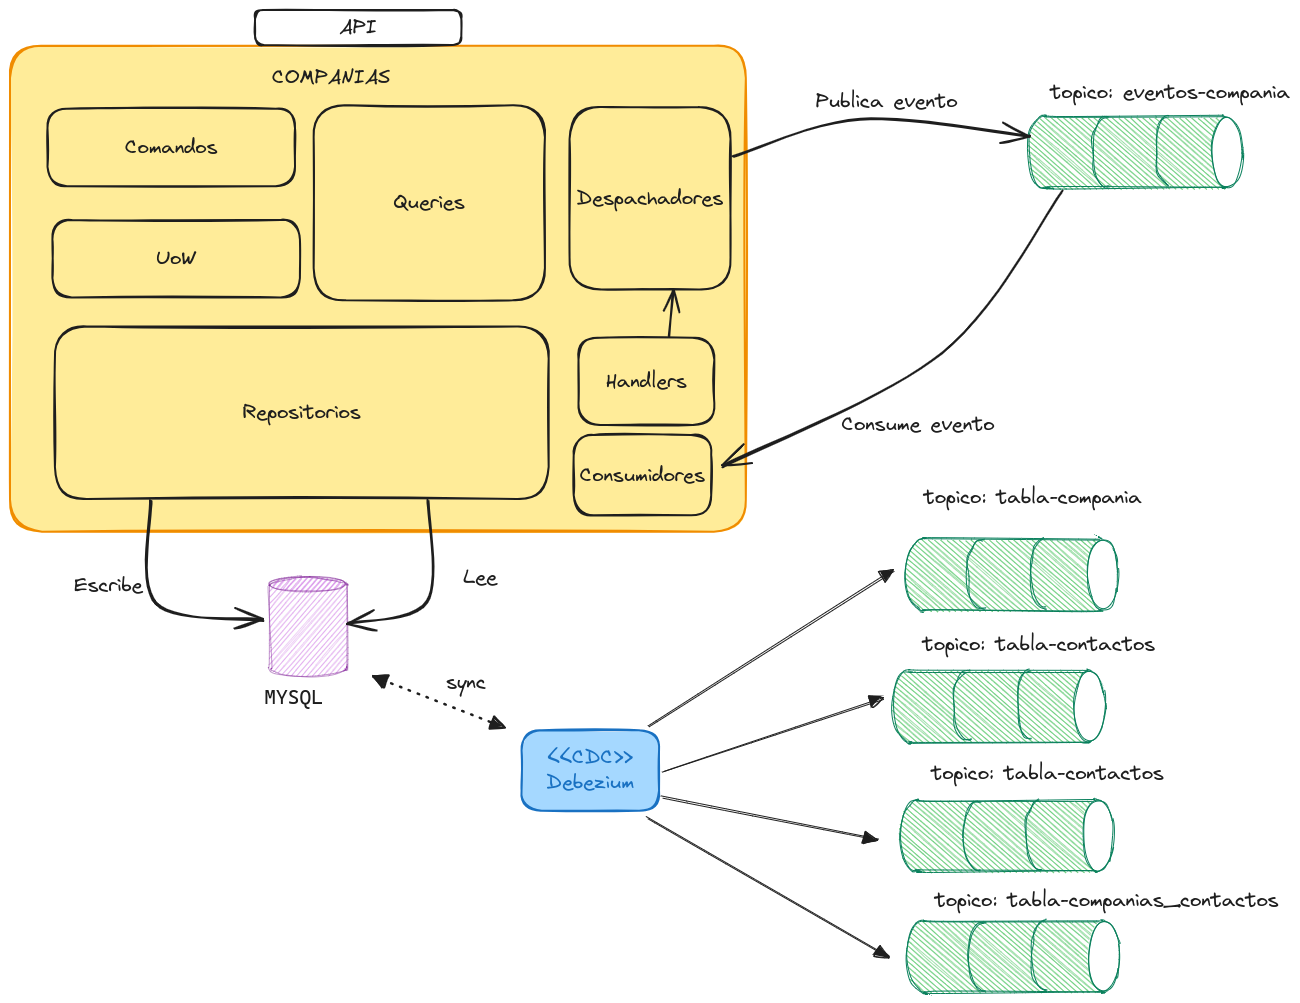 API
COMPANIAS
Comandos
Queries
Despachadores
UoW
Handlers
Repositorios
Consumidores
Publica evento
topico: eventos-compania
Consume evento
Escribe
Lee
MYSQL
sync
<<CDC>>
Debezium
topico: tabla-compania
topico: tabla-contactos
topico: tabla-contactos
topico: tabla-companias_contactos